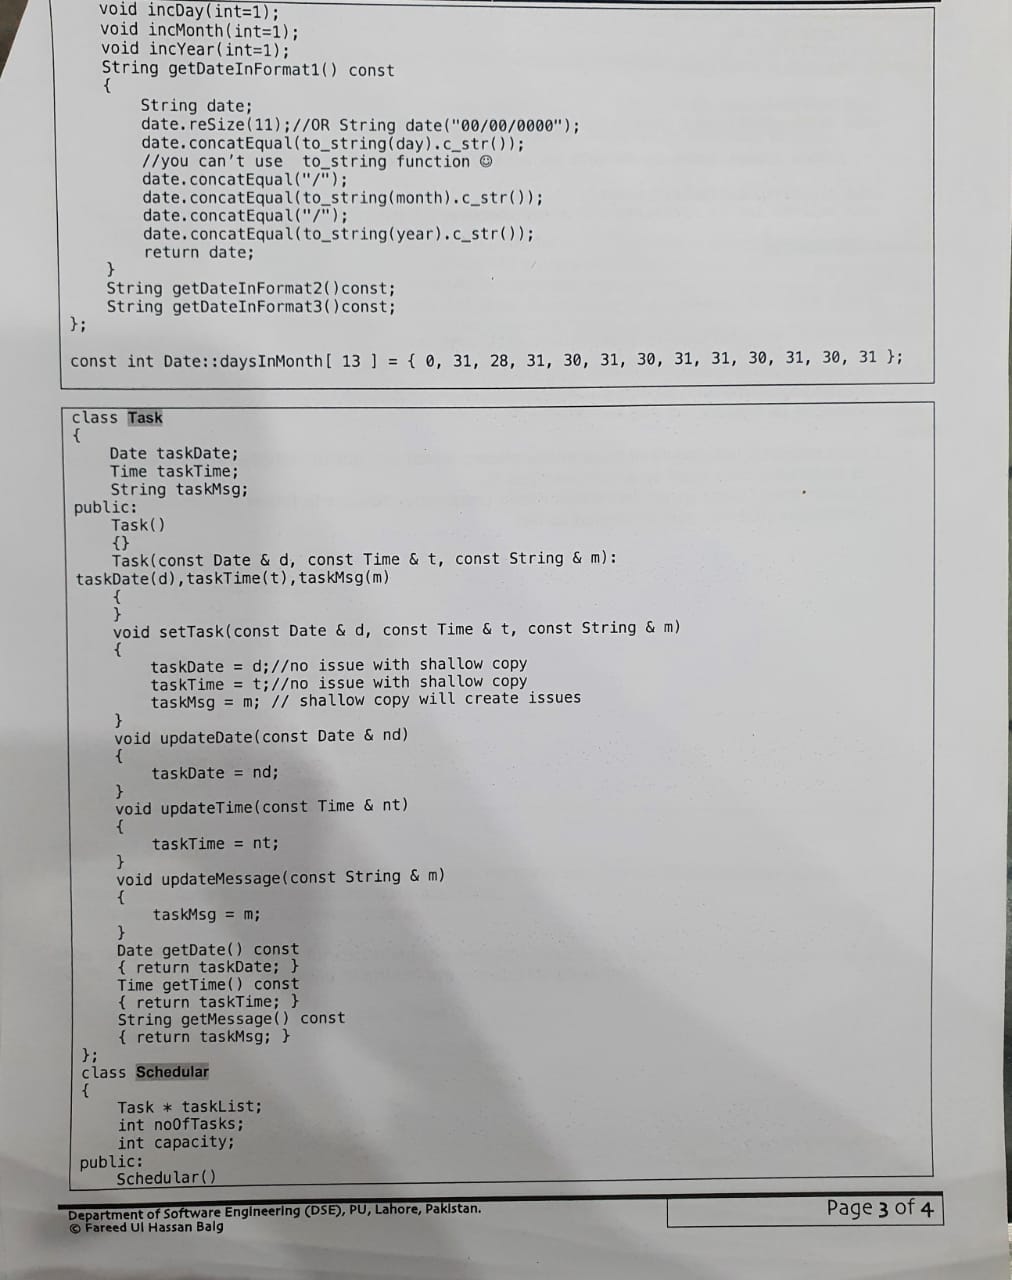 void incDay(int=1);
void incMonth(int=1);
void incYear(int=1);
String getDateInFormat1() const
{
String date;
date.reSize(11);//OR String date("00/00/0000");
date.concatEqual(to_string(day).c_str());
//you can't use to_string function ☺
date.concatEqual("/");
date.concatEqual(to_string(month).c_str());
date.concatEqual("/");
date.concatEqual(to_string(year).c_str());
return date;
}
String getDateInFormat2()const;
String getDateInFormat3()const;
};
const int Date::daysInMonth[ 13 ] = { 0, 31, 28, 31, 30, 31, 30, 31, 31, 30, 31, 30, 31 };
class Task
{
Date taskDate;
Time taskTime;
String taskMsg;
public:
Task()
{}
Task(const Date & d, const Time & t, const String & m):
taskDate(d),taskTime(t),taskMsg(m)
{
}
void setTask(const Date & d, const Time & t, const String & m)
{
taskDate = d;//no issue with shallow copy
taskTime = t;//no issue with shallow copy
taskMsg = m; // shallow copy will create issues
}
void updateDate(const Date & nd)
{
taskDate = nd;
}
void updateTime(const Time & nt)
{
taskTime = nt;
}
void updateMessage(const String & m)
{
taskMsg = m;
}
Date getDate() const
{ return taskDate; }
Time getTime() const
{ return taskTime; }
String getMessage() const
{ return taskMsg; }
};
class Schedular
{
Task * taskList;
int noOfTasks;
int capacity;
public:
Schedular()
Department of Software Engineering (DSE), PU, Lahore, Pakistan.
© Fareed Ul Hassan Baig
Page 3 of 4